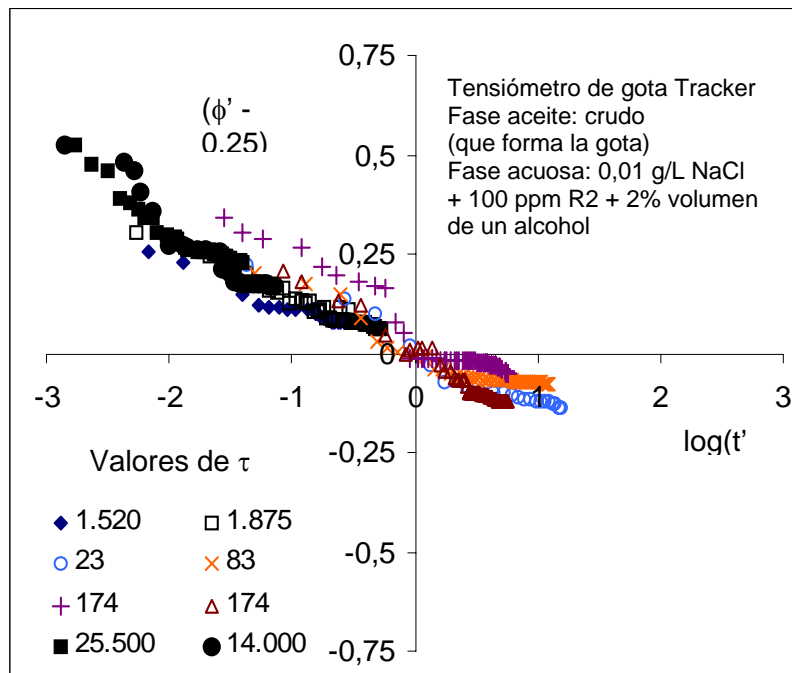 0,75
(ϕ' -
0.25)
Tensiómetro de gota Tracker
Fase aceite: crudo
(que forma la gota)
Fase acuosa: 0,01 g/L NaCl
+ 100 ppm R2 + 2% volumen
de un alcohol
0,5
0,25
0
-3 -2 -1 0 1 2 3
log(t'
-0,25
Valores de τ
1.520 1.875
23 83
-0,5
174 174
25.500 14.000
-0,75